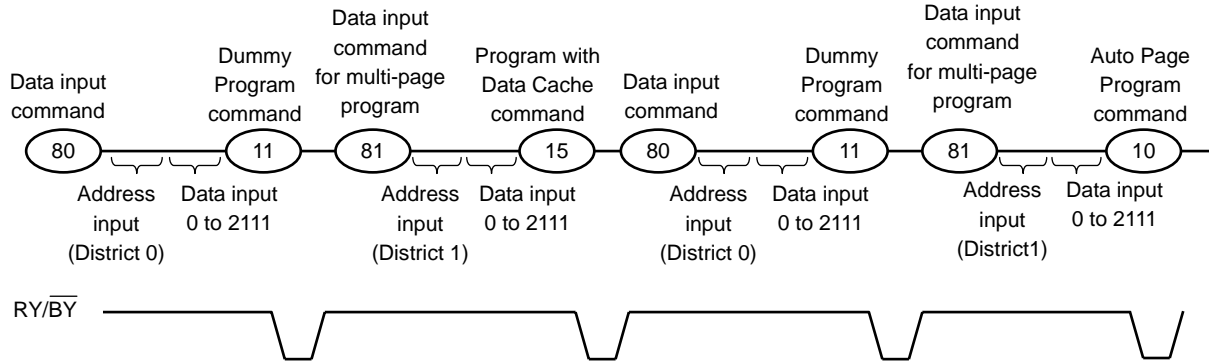 Data input
command
Dummy
Program
command
Data input
command
for multi-page
program
Program with
Data Cache
command
Data input
command
Dummy
Program
command
Data input
command
for multi-page
program
Auto Page
Program
command
80
11
81
15
80
11
81
10
Address
input
(District 0)
Data input
0 to 2111
Address
input
(District 1)
Data input
0 to 2111
Address
input
(District 0)
Data input
0 to 2111
Address
input
(District1)
Data input
0 to 2111
RY/B̅Y̅